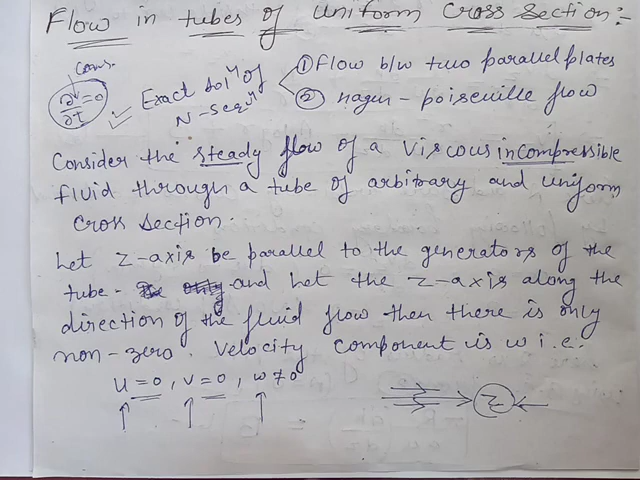 Flow in tubes of uniform cross section:-
Cons.
∂v/∂t = 0
Exact sol^n of
N-S eq^n
① Flow b/w two parallel plates
② hagen - poiseuille flow
Consider the steady flow of a viscous incompressible
fluid through a tube of arbitrary and uniform
cross section.
Let Z-axis be parallel to the generators of the
tube. and Let the Z-axis along the
direction of the fluid flow then there is only
non-zero. Velocity component is w i.e.
u = 0, v = 0, w ≠ 0
Z